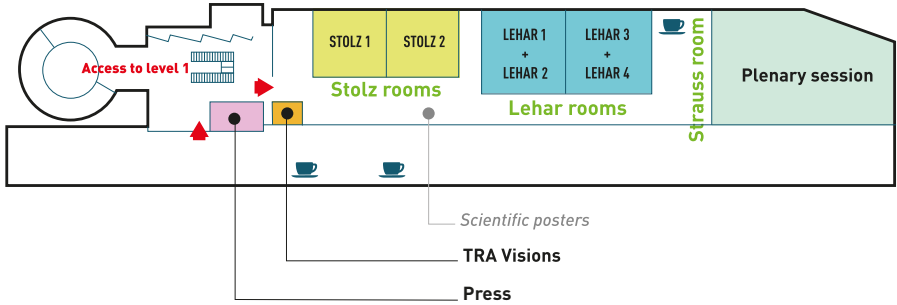 STOLZ 1
STOLZ 2
LEHAR 1
+
LEHAR 2
LEHAR 3
+
LEHAR 4
Strauss room
Plenary session
Access to level 1
Stolz rooms
Lehar rooms
Scientific posters
TRA Visions
Press